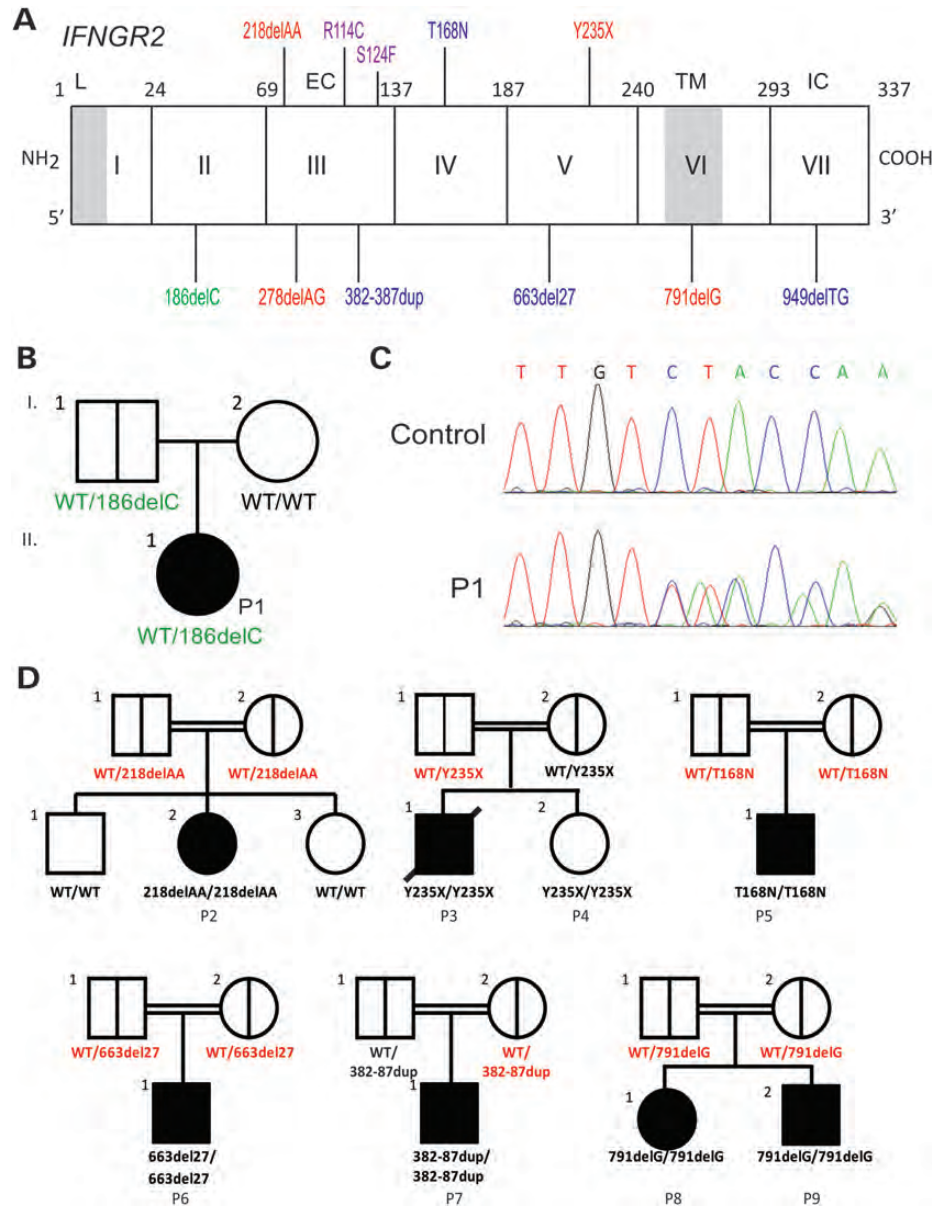 A
IFNGR2
218delAA R114C T168N Y235X
S124F
1 L 24 69 EC 137 187 240 TM 293 IC 337
NH2 I II III IV V VI VII COOH
5′ 3′
186delC 278delAG 382-387dup 663del27 791delG 949delTG
B
I. 1 2
WT/186delC WT/WT
II. 1
P1
WT/186delC
C
T T G T C T A C C A A
Control
P1
D
1 2 1 2 1 2
WT/218delAA WT/218delAA WT/Y235X WT/Y235X WT/T168N WT/T168N
1 2 3 1 2 1
WT/WT 218delAA/218delAA WT/WT Y235X/Y235X Y235X/Y235X T168N/T168N
P2 P3 P4 P5
1 2 1 2 1 2
WT/663del27 WT/663del27 WT/ WT/ WT/791delG WT/791delG
382-87dup 382-87dup
1 1 1 2
663del27/ 382-87dup/ 791delG/791delG 791delG/791delG
663del27 382-87dup
P6 P7 P8 P9